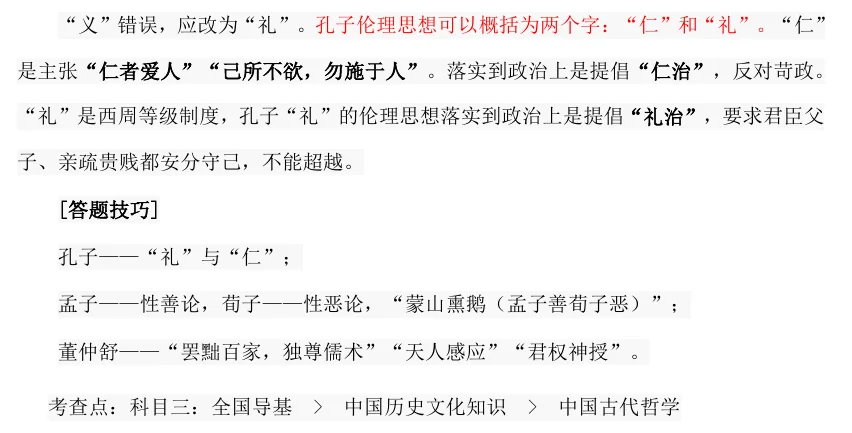 “义”错误，应改为“礼”。孔子伦理思想可以概括为两个字：“仁”和“礼”。“仁”
是主张“仁者爱人”“己所不欲，勿施于人”。落实到政治上是提倡“仁治”，反对苛政。
“礼”是西周等级制度，孔子“礼”的伦理思想落实到政治上是提倡“礼治”，要求君臣父
子、亲疏贵贱都安分守己，不能超越。
[答题技巧]
孔子——“礼”与“仁”；
孟子——性善论，荀子——性恶论，“蒙山熏鹅（孟子善荀子恶）”；
董仲舒——“罢黜百家，独尊儒术”“天人感应”“君权神授”。
考查点：科目三：全国导基 > 中国历史文化知识 > 中国古代哲学